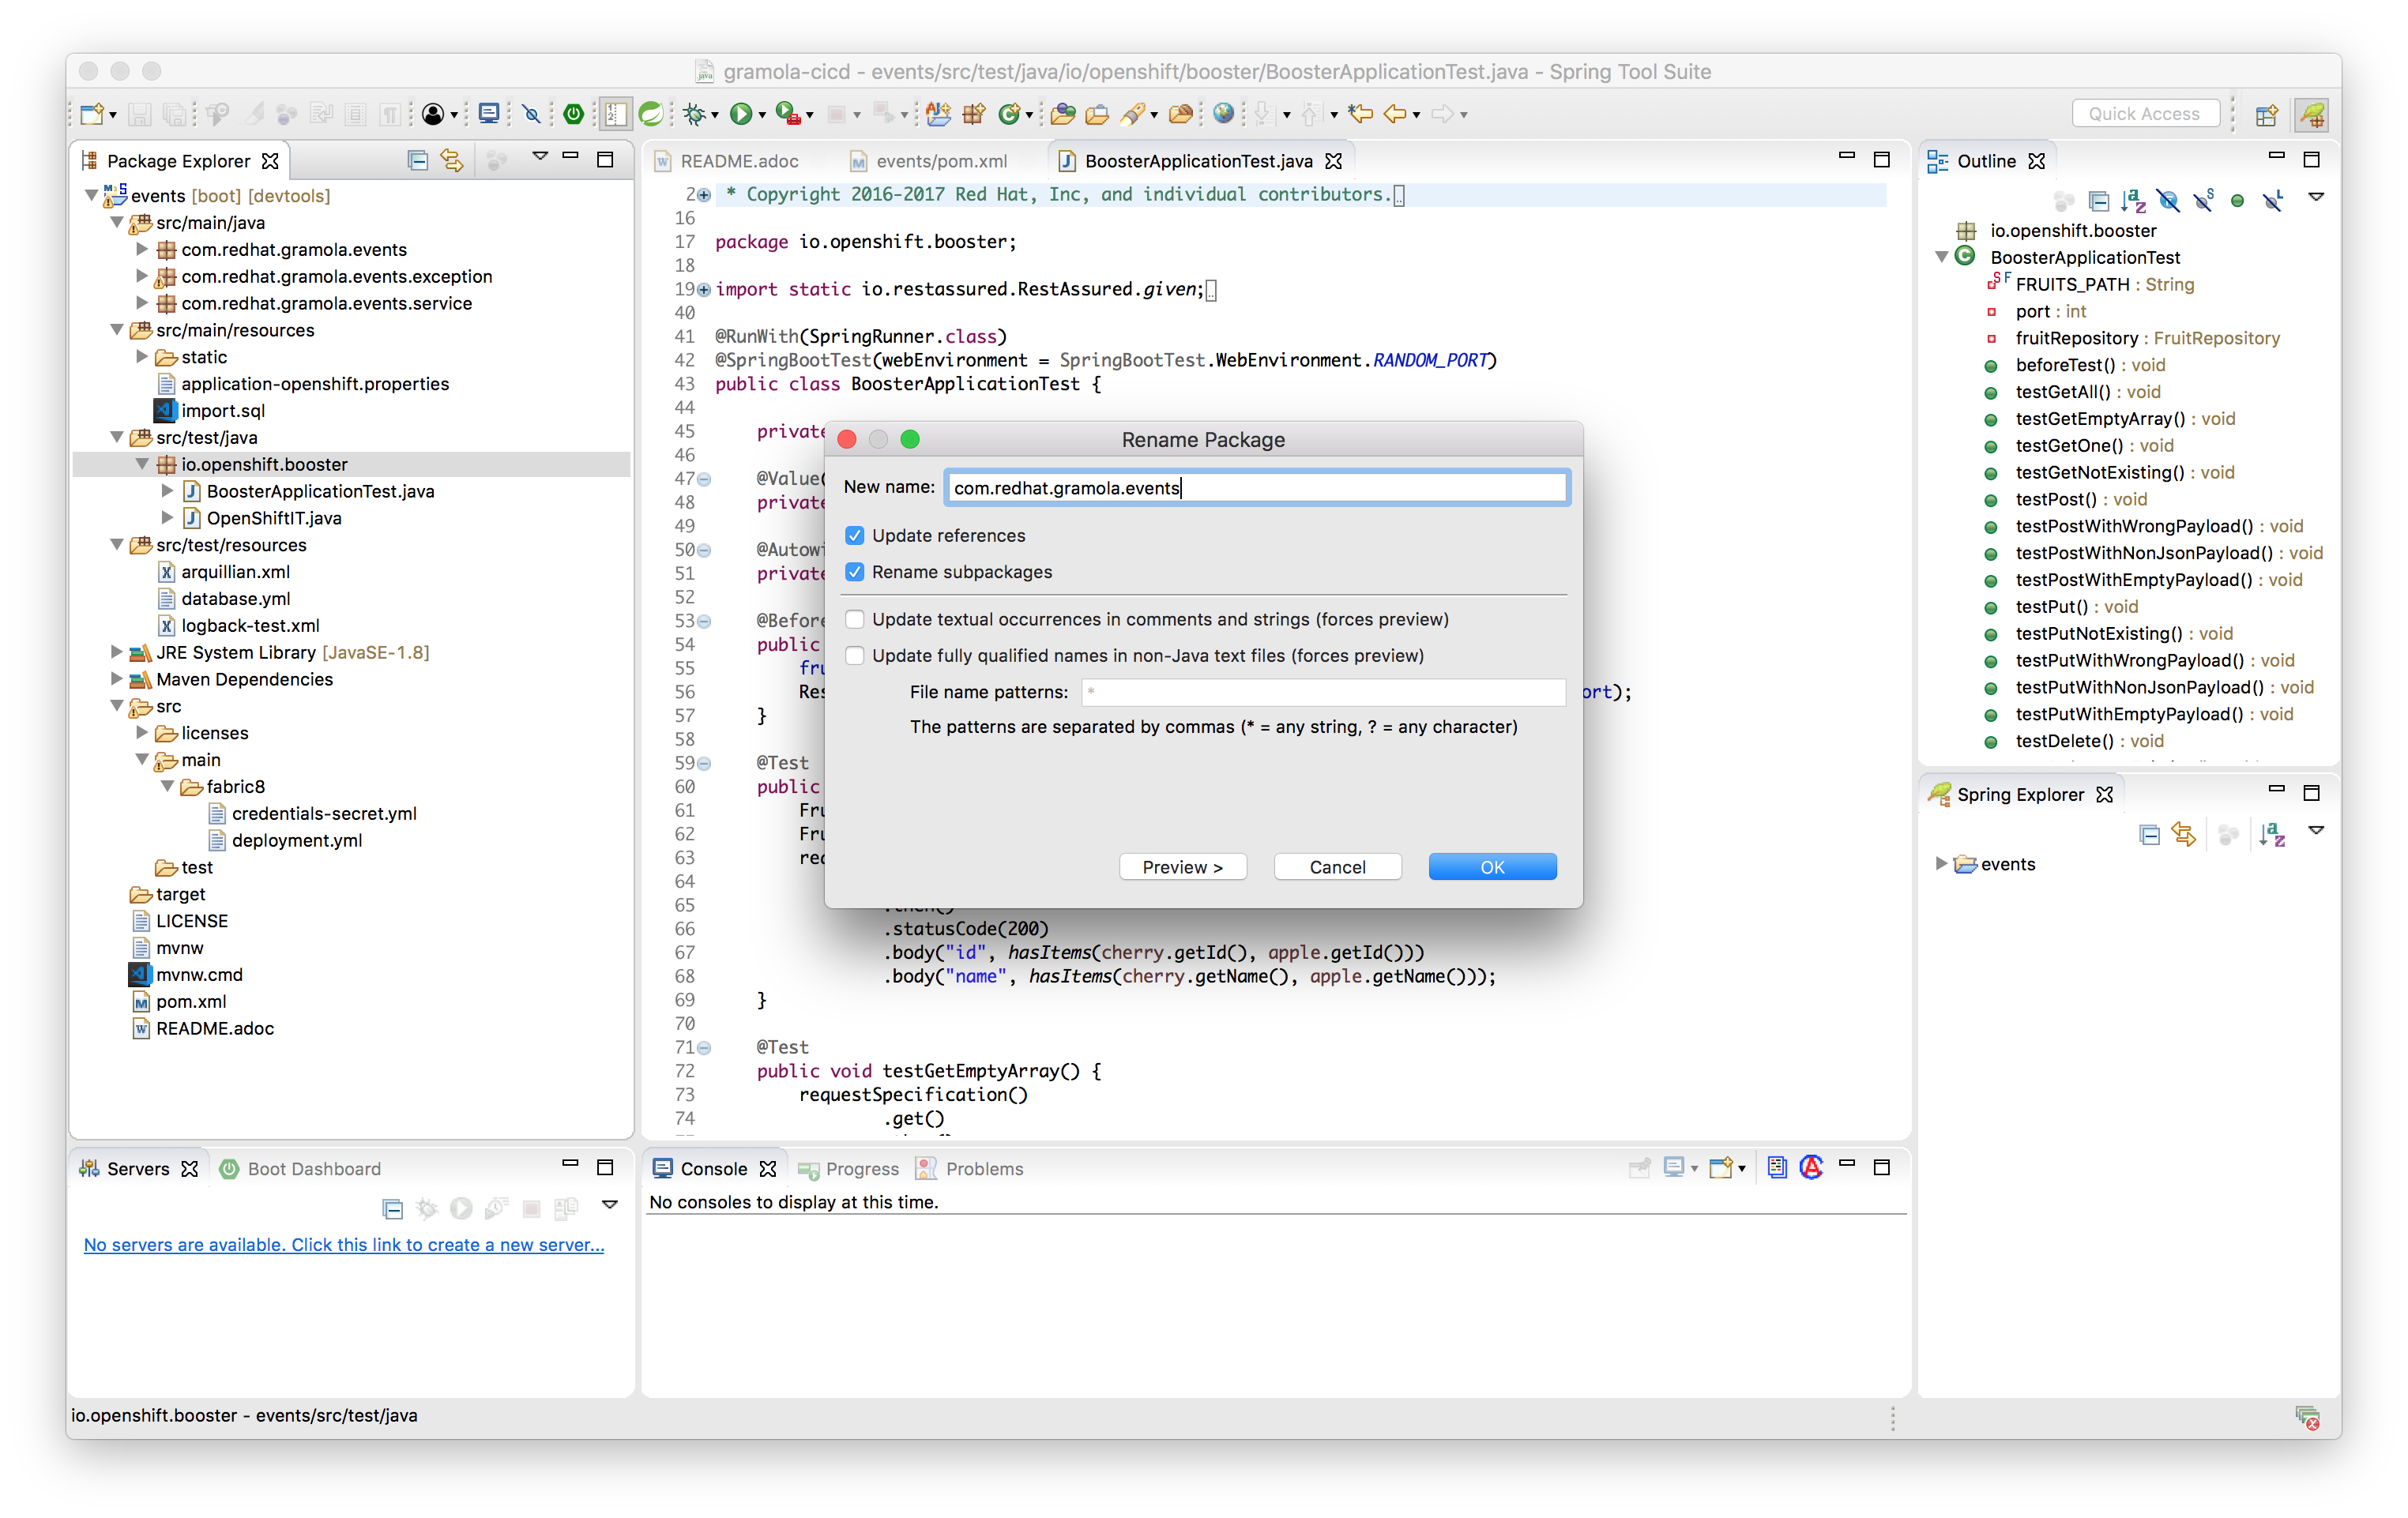 gramola-cicd - events/src/test/java/io/openshift/booster/BoosterApplicationTest.java - Spring Tool Suite
Quick Access
Package Explorer
events [boot] [devtools]
src/main/java
com.redhat.gramola.events
com.redhat.gramola.events.exception
com.redhat.gramola.events.service
src/main/resources
static
application-openshift.properties
import.sql
src/test/java
io.openshift.booster
BoosterApplicationTest.java
OpenShiftIT.java
src/test/resources
arquillian.xml
database.yml
logback-test.xml
JRE System Library [JavaSE-1.8]
Maven Dependencies
src
licenses
main
fabric8
credentials-secret.yml
deployment.yml
test
target
LICENSE
mvnw
mvnw.cmd
pom.xml
README.adoc
README.adoc
events/pom.xml
BoosterApplicationTest.java
2 * Copyright 2016-2017 Red Hat, Inc, and individual contributors.
16
17 package io.openshift.booster;
18
19 import static io.restassured.RestAssured.given;
40
41 @RunWith(SpringRunner.class)
42 @SpringBootTest(webEnvironment = SpringBootTest.WebEnvironment.RANDOM_PORT)
43 public class BoosterApplicationTest {
44
45 private
46
47 @Value(
48 private
49
50 @Autowi
51 private
52
53 @Before
54 public
55 fru
56 Res ort);
57 }
58
59 @Test
60 public
61 Fru
62 Fru
63 req
64
65 .then()
66 .statusCode(200)
67 .body("id", hasItems(cherry.getId(), apple.getId()))
68 .body("name", hasItems(cherry.getName(), apple.getName()));
69 }
70
71 @Test
72 public void testGetEmptyArray() {
73 requestSpecification()
74 .get()
Rename Package
New name: com.redhat.gramola.events
Update references
Rename subpackages
Update textual occurrences in comments and strings (forces preview)
Update fully qualified names in non-Java text files (forces preview)
File name patterns: *
The patterns are separated by commas (* = any string, ? = any character)
Preview >
Cancel
OK
Outline
io.openshift.booster
BoosterApplicationTest
FRUITS_PATH : String
port : int
fruitRepository : FruitRepository
beforeTest() : void
testGetAll() : void
testGetEmptyArray() : void
testGetOne() : void
testGetNotExisting() : void
testPost() : void
testPostWithWrongPayload() : void
testPostWithNonJsonPayload() : void
testPostWithEmptyPayload() : void
testPut() : void
testPutNotExisting() : void
testPutWithWrongPayload() : void
testPutWithNonJsonPayload() : void
testPutWithEmptyPayload() : void
testDelete() : void
Spring Explorer
events
Servers
Boot Dashboard
No servers are available. Click this link to create a new server...
Console
Progress
Problems
No consoles to display at this time.
io.openshift.booster - events/src/test/java